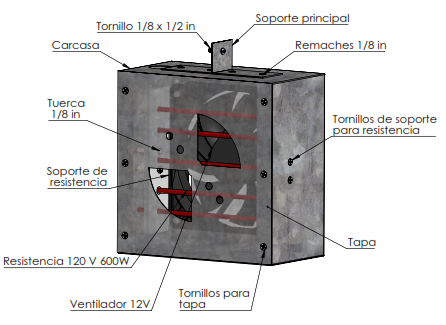 Soporte principal
Tornillo 1/8 x 1/2 in
Carcasa
Remaches 1/8 in
Tuerca
1/8 in
Tornillos de soporte
para resistencia
Soporte de
resistencia
Tapa
Resistencia 120 V 600W
Ventilador 12V
Tornillos para
tapa